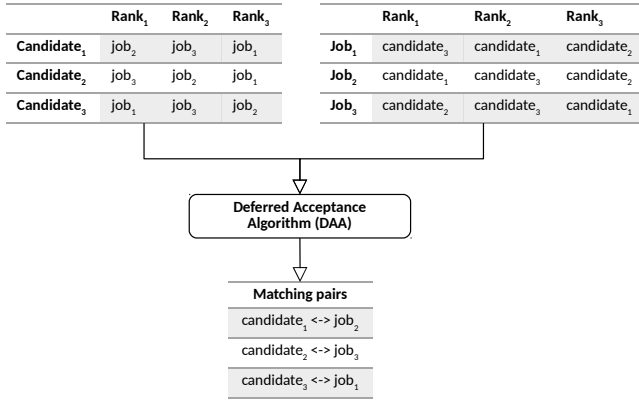 Rank₁ Rank₂ Rank₃
Candidate₁ job₂ job₃ job₁
Candidate₂ job₃ job₂ job₁
Candidate₃ job₁ job₃ job₂
Rank₁ Rank₂ Rank₃
Job₁ candidate₃ candidate₁ candidate₂
Job₂ candidate₁ candidate₃ candidate₂
Job₃ candidate₂ candidate₃ candidate₁
Deferred Acceptance
Algorithm (DAA)
Matching pairs
candidate₁ <-> job₂
candidate₂ <-> job₃
candidate₃ <-> job₁